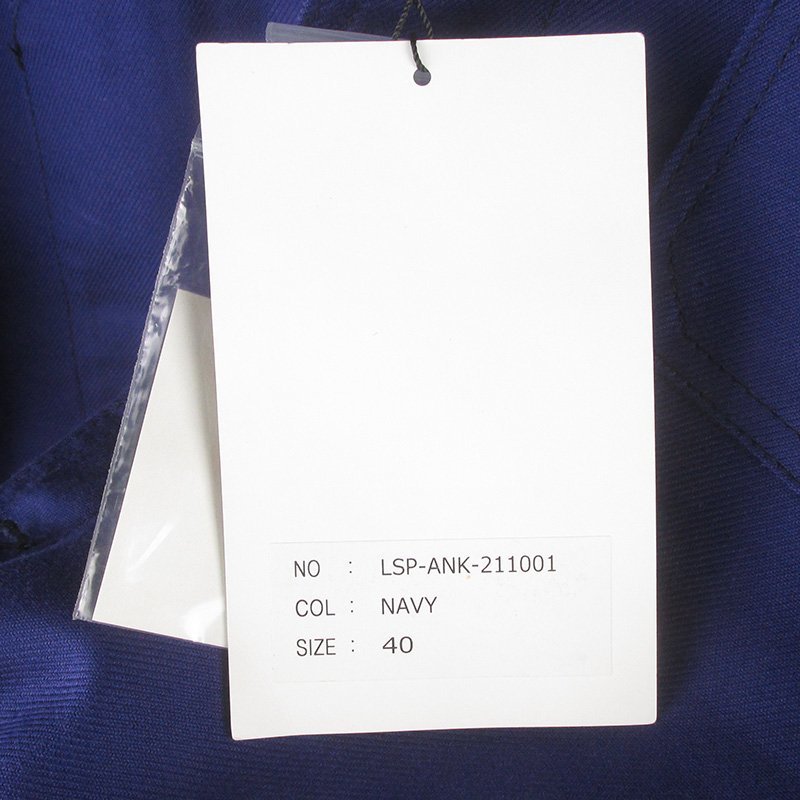 NO : LSP-ANK-211001
COL : NAVY
SIZE : 40